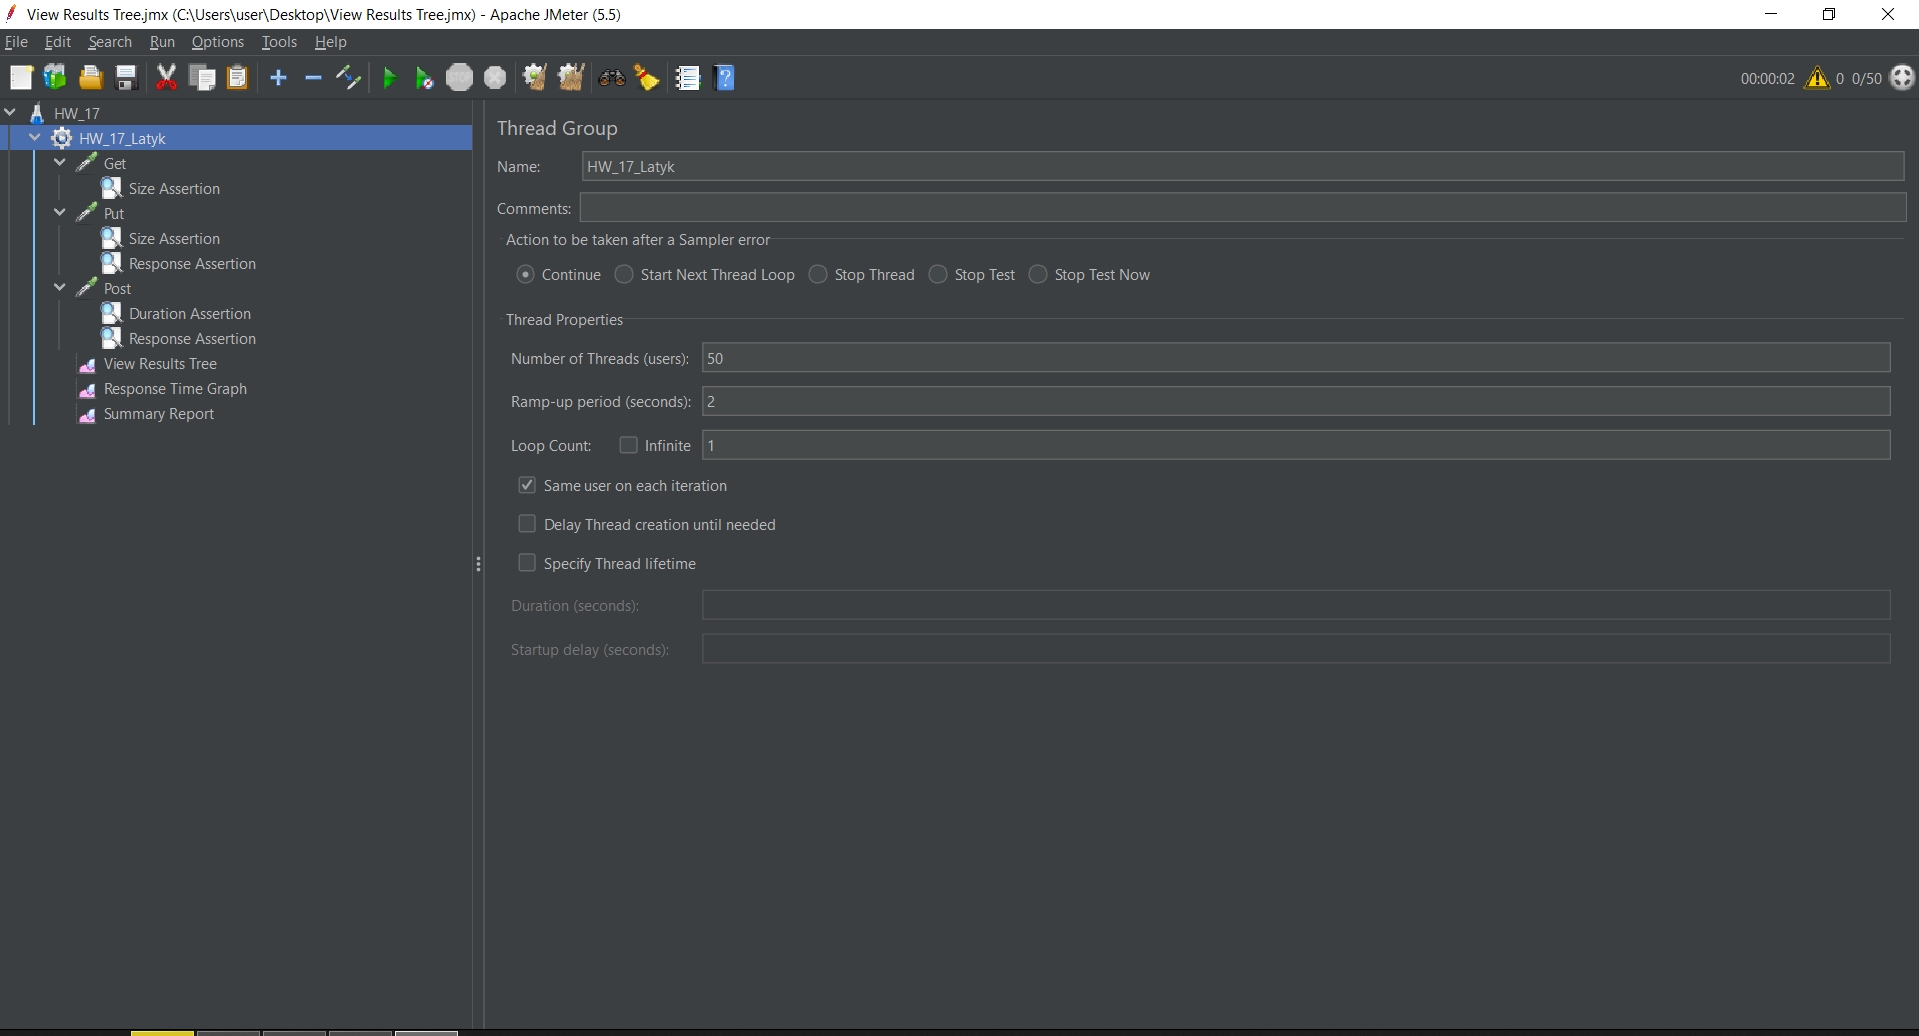 View Results Tree.jmx (C:\Users\user\Desktop\View Results Tree.jmx) - Apache JMeter (5.5)
File Edit Search Run Options Tools Help
STOP
00:00:02 0 0/50
HW_17
HW_17_Latyk
Get
Size Assertion
Put
Size Assertion
Response Assertion
Post
Duration Assertion
Response Assertion
View Results Tree
Response Time Graph
Summary Report
Thread Group
Name: HW_17_Latyk
Comments:
Action to be taken after a Sampler error
Continue Start Next Thread Loop Stop Thread Stop Test Stop Test Now
Thread Properties
Number of Threads (users): 50
Ramp-up period (seconds): 2
Loop Count: Infinite 1
Same user on each iteration
Delay Thread creation until needed
Specify Thread lifetime
Duration (seconds):
Startup delay (seconds):